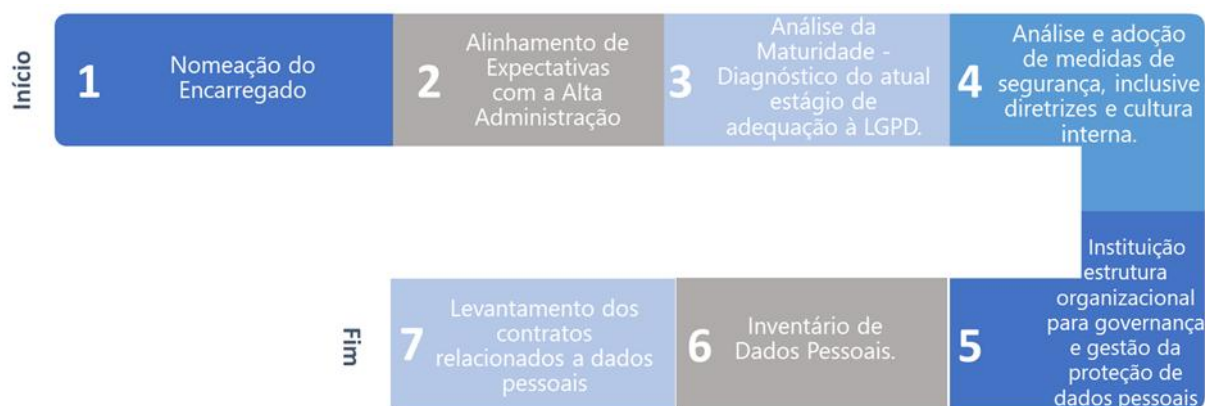 Início
1
Nomeação do
Encarregado
2
Alinhamento de
Expectativas
com a Alta
Administração
3
Análise da
Maturidade -
Diagnóstico do atual
estágio de
adequação à LGPD.
4
Análise e adoção
de medidas de
segurança, inclusive
diretrizes e cultura
interna.
5
Instituição
estrutura
organizacional
para governança
e gestão da
proteção de
dados pessoais
6
Inventário de
Dados Pessoais.
7
Levantamento dos
contratos
relacionados a dados
pessoais
Fim